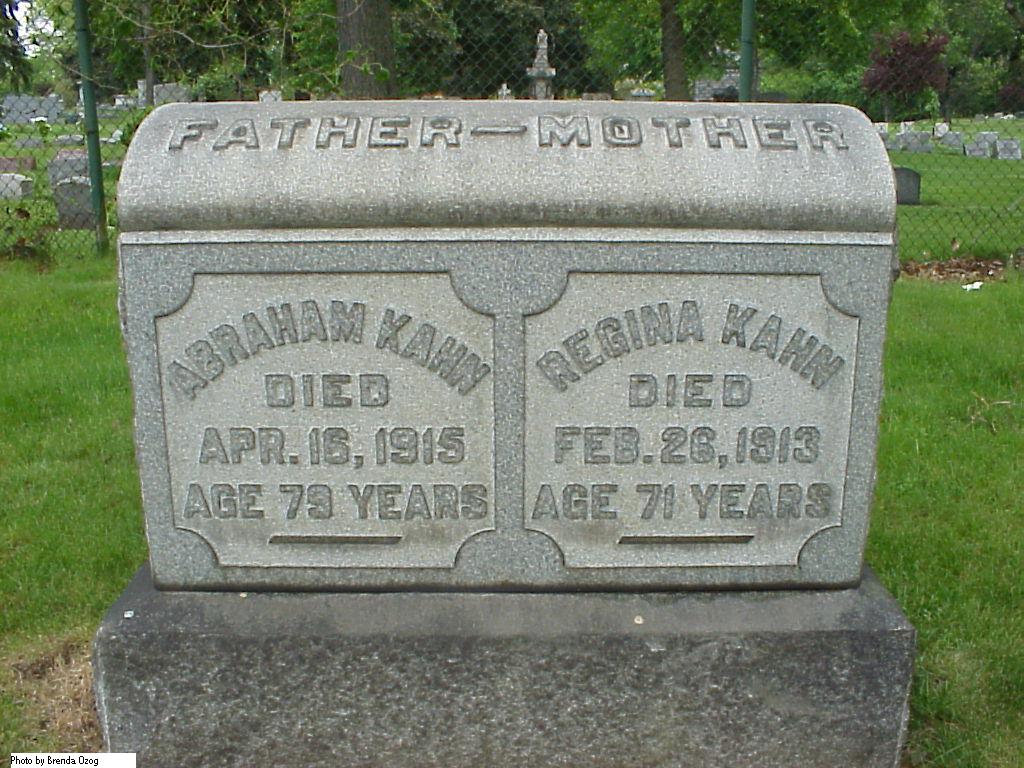 FATHER—MOTHER
ABRAHAM KAHN
DIED
APR. 16, 1915
AGE 79 YEARS
REGINA KAHN
DIED
FEB. 26, 1913
AGE 71 YEARS
Photo by Brenda Ozog